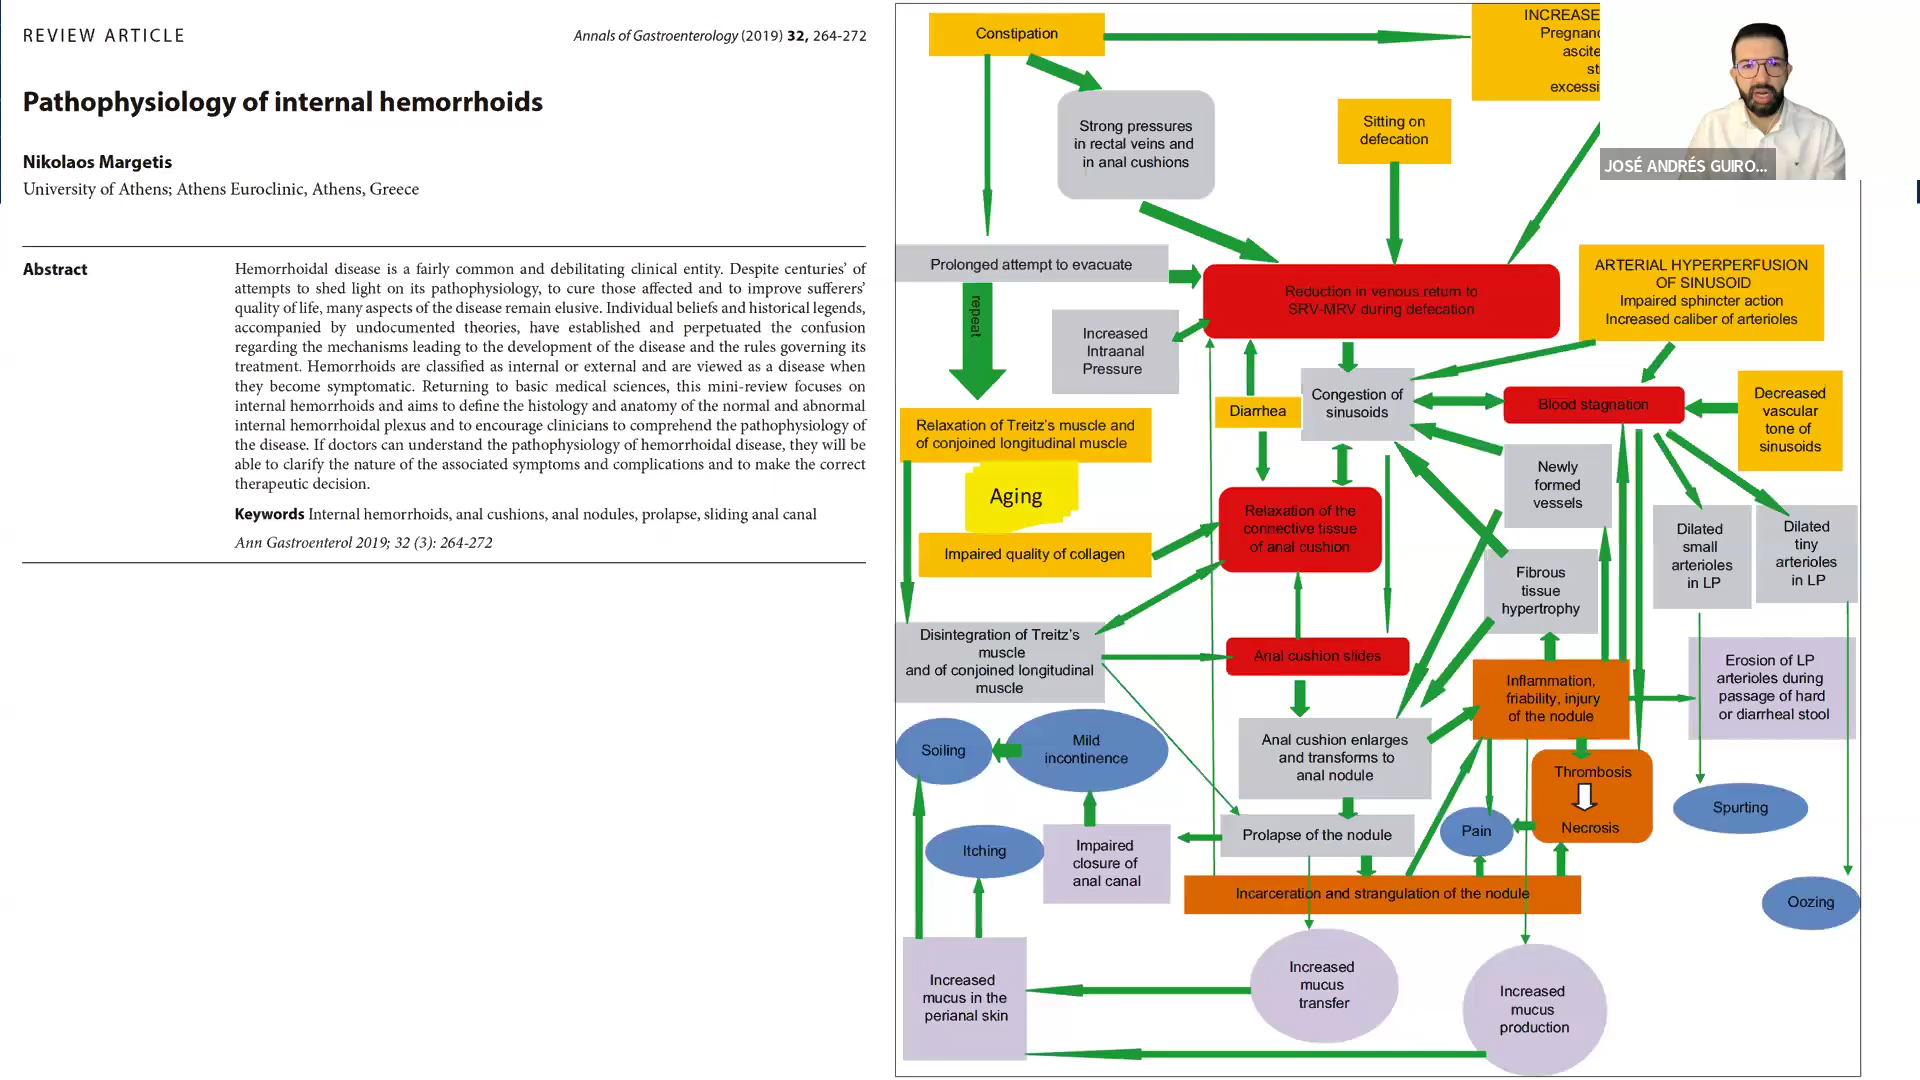 REVIEW ARTICLE
Annals of Gastroenterology (2019) 32, 264-272
Pathophysiology of internal hemorrhoids
Nikolaos Margetis
University of Athens; Athens Euroclinic, Athens, Greece
Abstract
Hemorrhoidal disease is a fairly common and debilitating clinical entity. Despite centuries' of
attempts to shed light on its pathophysiology, to cure those affected and to improve sufferers'
quality of life, many aspects of the disease remain elusive. Individual beliefs and historical legends,
accompanied by undocumented theories, have established and perpetuated the confusion
regarding the mechanisms leading to the development of the disease and the rules governing its
treatment. Hemorrhoids are classified as internal or external and are viewed as a disease when
they become symptomatic. Returning to basic medical sciences, this mini-review focuses on
internal hemorrhoids and aims to define the histology and anatomy of the normal and abnormal
internal hemorrhoidal plexus and to encourage clinicians to comprehend the pathophysiology of
the disease. If doctors can understand the pathophysiology of hemorrhoidal disease, they will be
able to clarify the nature of the associated symptoms and complications and to make the correct
therapeutic decision.
Keywords Internal hemorrhoids, anal cushions, anal nodules, prolapse, sliding anal canal
Ann Gastroenterol 2019; 32 (3): 264-272
Constipation
INCREASE
Pregnanc
ascite
st
excessi
JOSÉ ANDRÉS GUIRO...
Strong pressures
in rectal veins and
in anal cushions
Sitting on
defecation
Prolonged attempt to evacuate
repeat
Reduction in venous return to
SRV-MRV during defecation
ARTERIAL HYPERPERFUSION
OF SINUSOID
Impaired sphincter action
Increased caliber of arterioles
Increased
Intraanal
Pressure
Diarrhea
Congestion of
sinusoids
Blood stagnation
Decreased
vascular
tone of
sinusoids
Relaxation of Treitz's muscle and
of conjoined longitudinal muscle
Aging
Impaired quality of collagen
Relaxation of the
connective tissue
of anal cushion
Newly
formed
vessels
Dilated
small
arterioles
in LP
Dilated
tiny
arterioles
in LP
Fibrous
tissue
hypertrophy
Disintegration of Treitz's
muscle
and of conjoined longitudinal
muscle
Anal cushion slides
Inflammation,
friability, injury
of the nodule
Erosion of LP
arterioles during
passage of hard
or diarrheal stool
Soiling
Mild
incontinence
Anal cushion enlarges
and transforms to
anal nodule
Thrombosis
Necrosis
Spurting
Itching
Impaired
closure of
anal canal
Prolapse of the nodule
Pain
Incarceration and strangulation of the nodule
Oozing
Increased
mucus in the
perianal skin
Increased
mucus
transfer
Increased
mucus
production